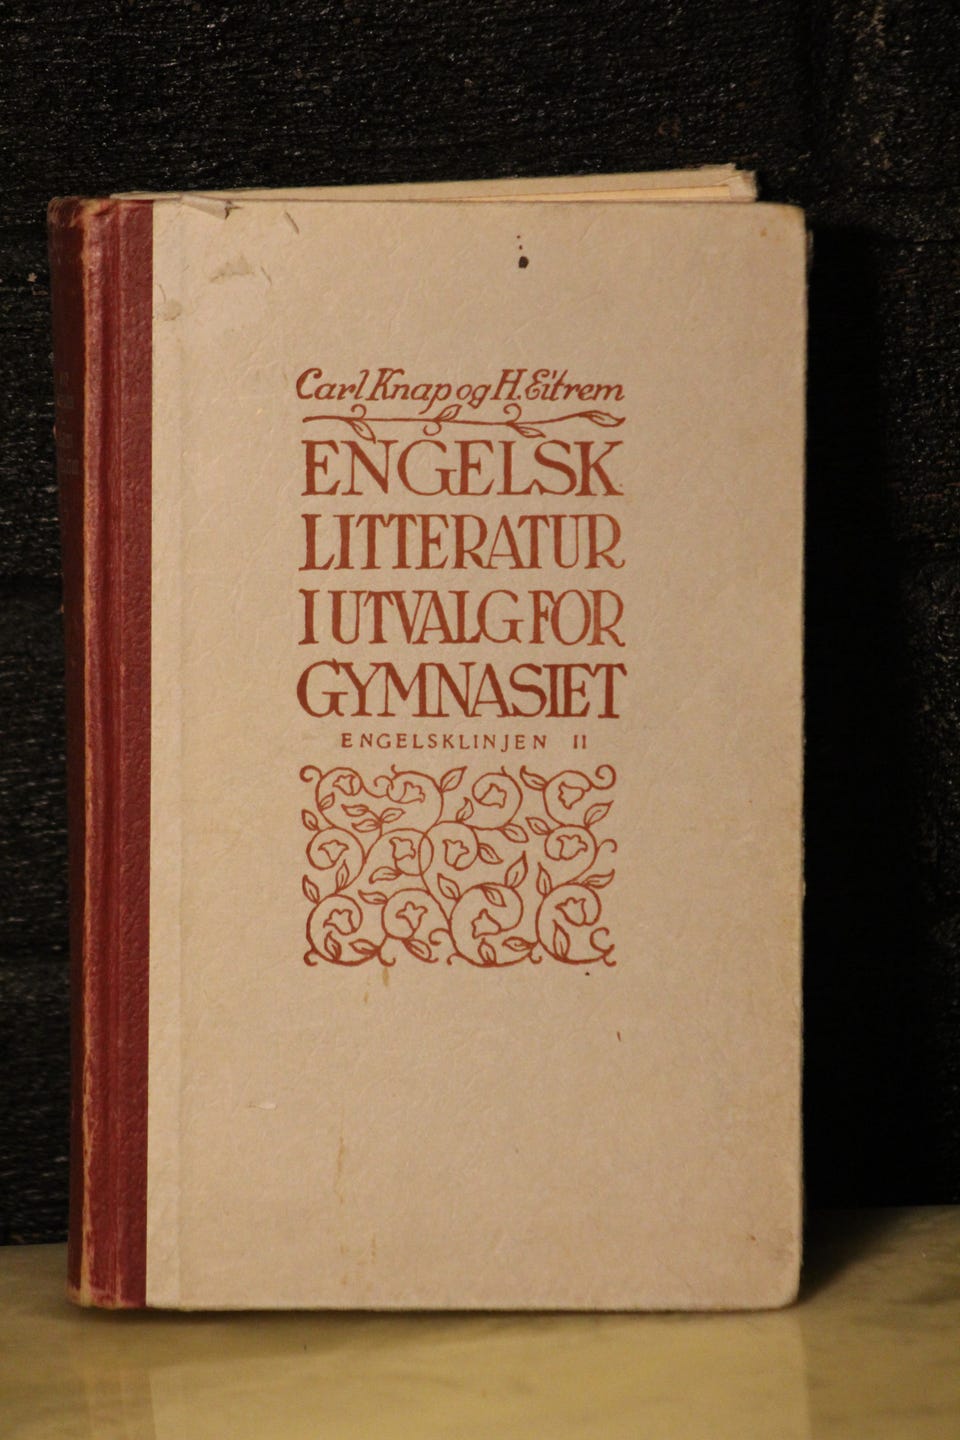 Carl Knap og H. Eitrem
ENGELSK
LITTERATUR
I UTVALG FOR
GYMNASIET
ENGELSKLINJEN II